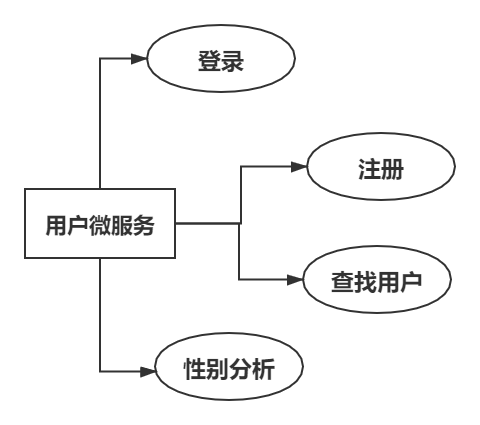 登录
注册
用户微服务
查找用户
性别分析